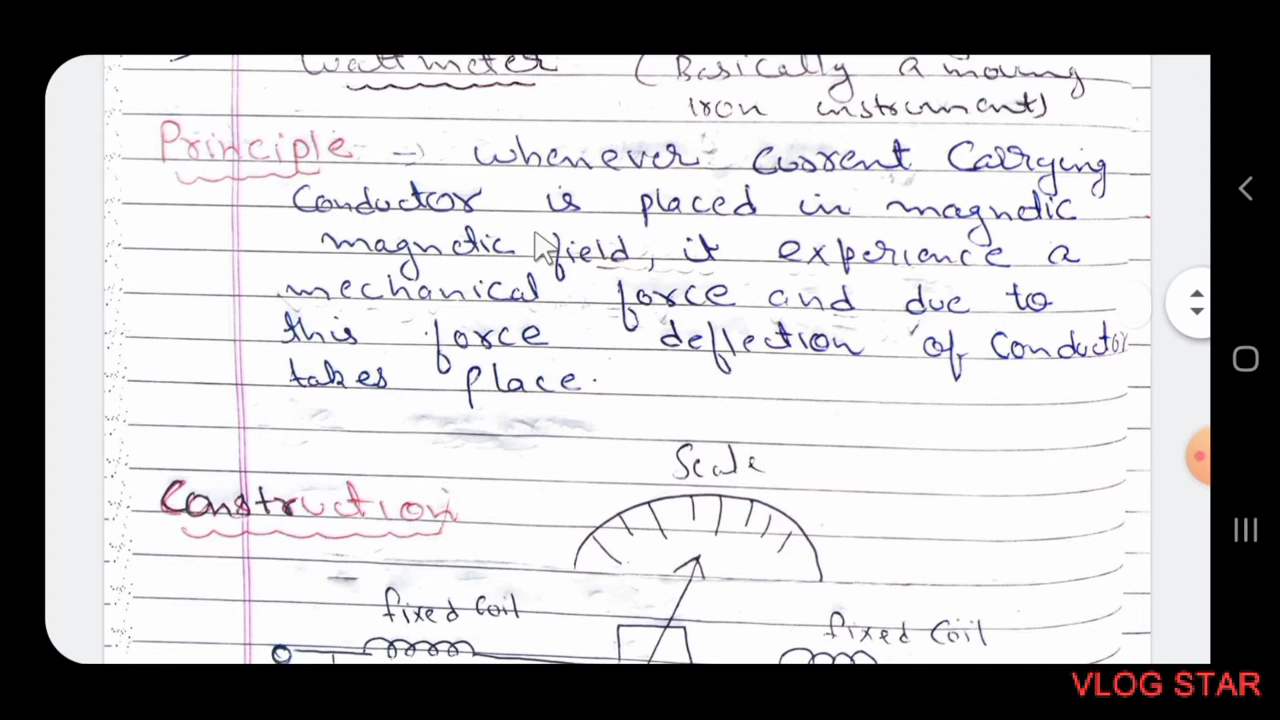 Wattmeter (Basically a moving
iron instrument)
Principle → whenever current Carrying
Conductor is placed in magnetic
magnetic field, it experience a
mechanical force and due to
this force deflection of conductor
takes place.
Scale
Construction
fixed coil
fixed coil
VLOG STAR